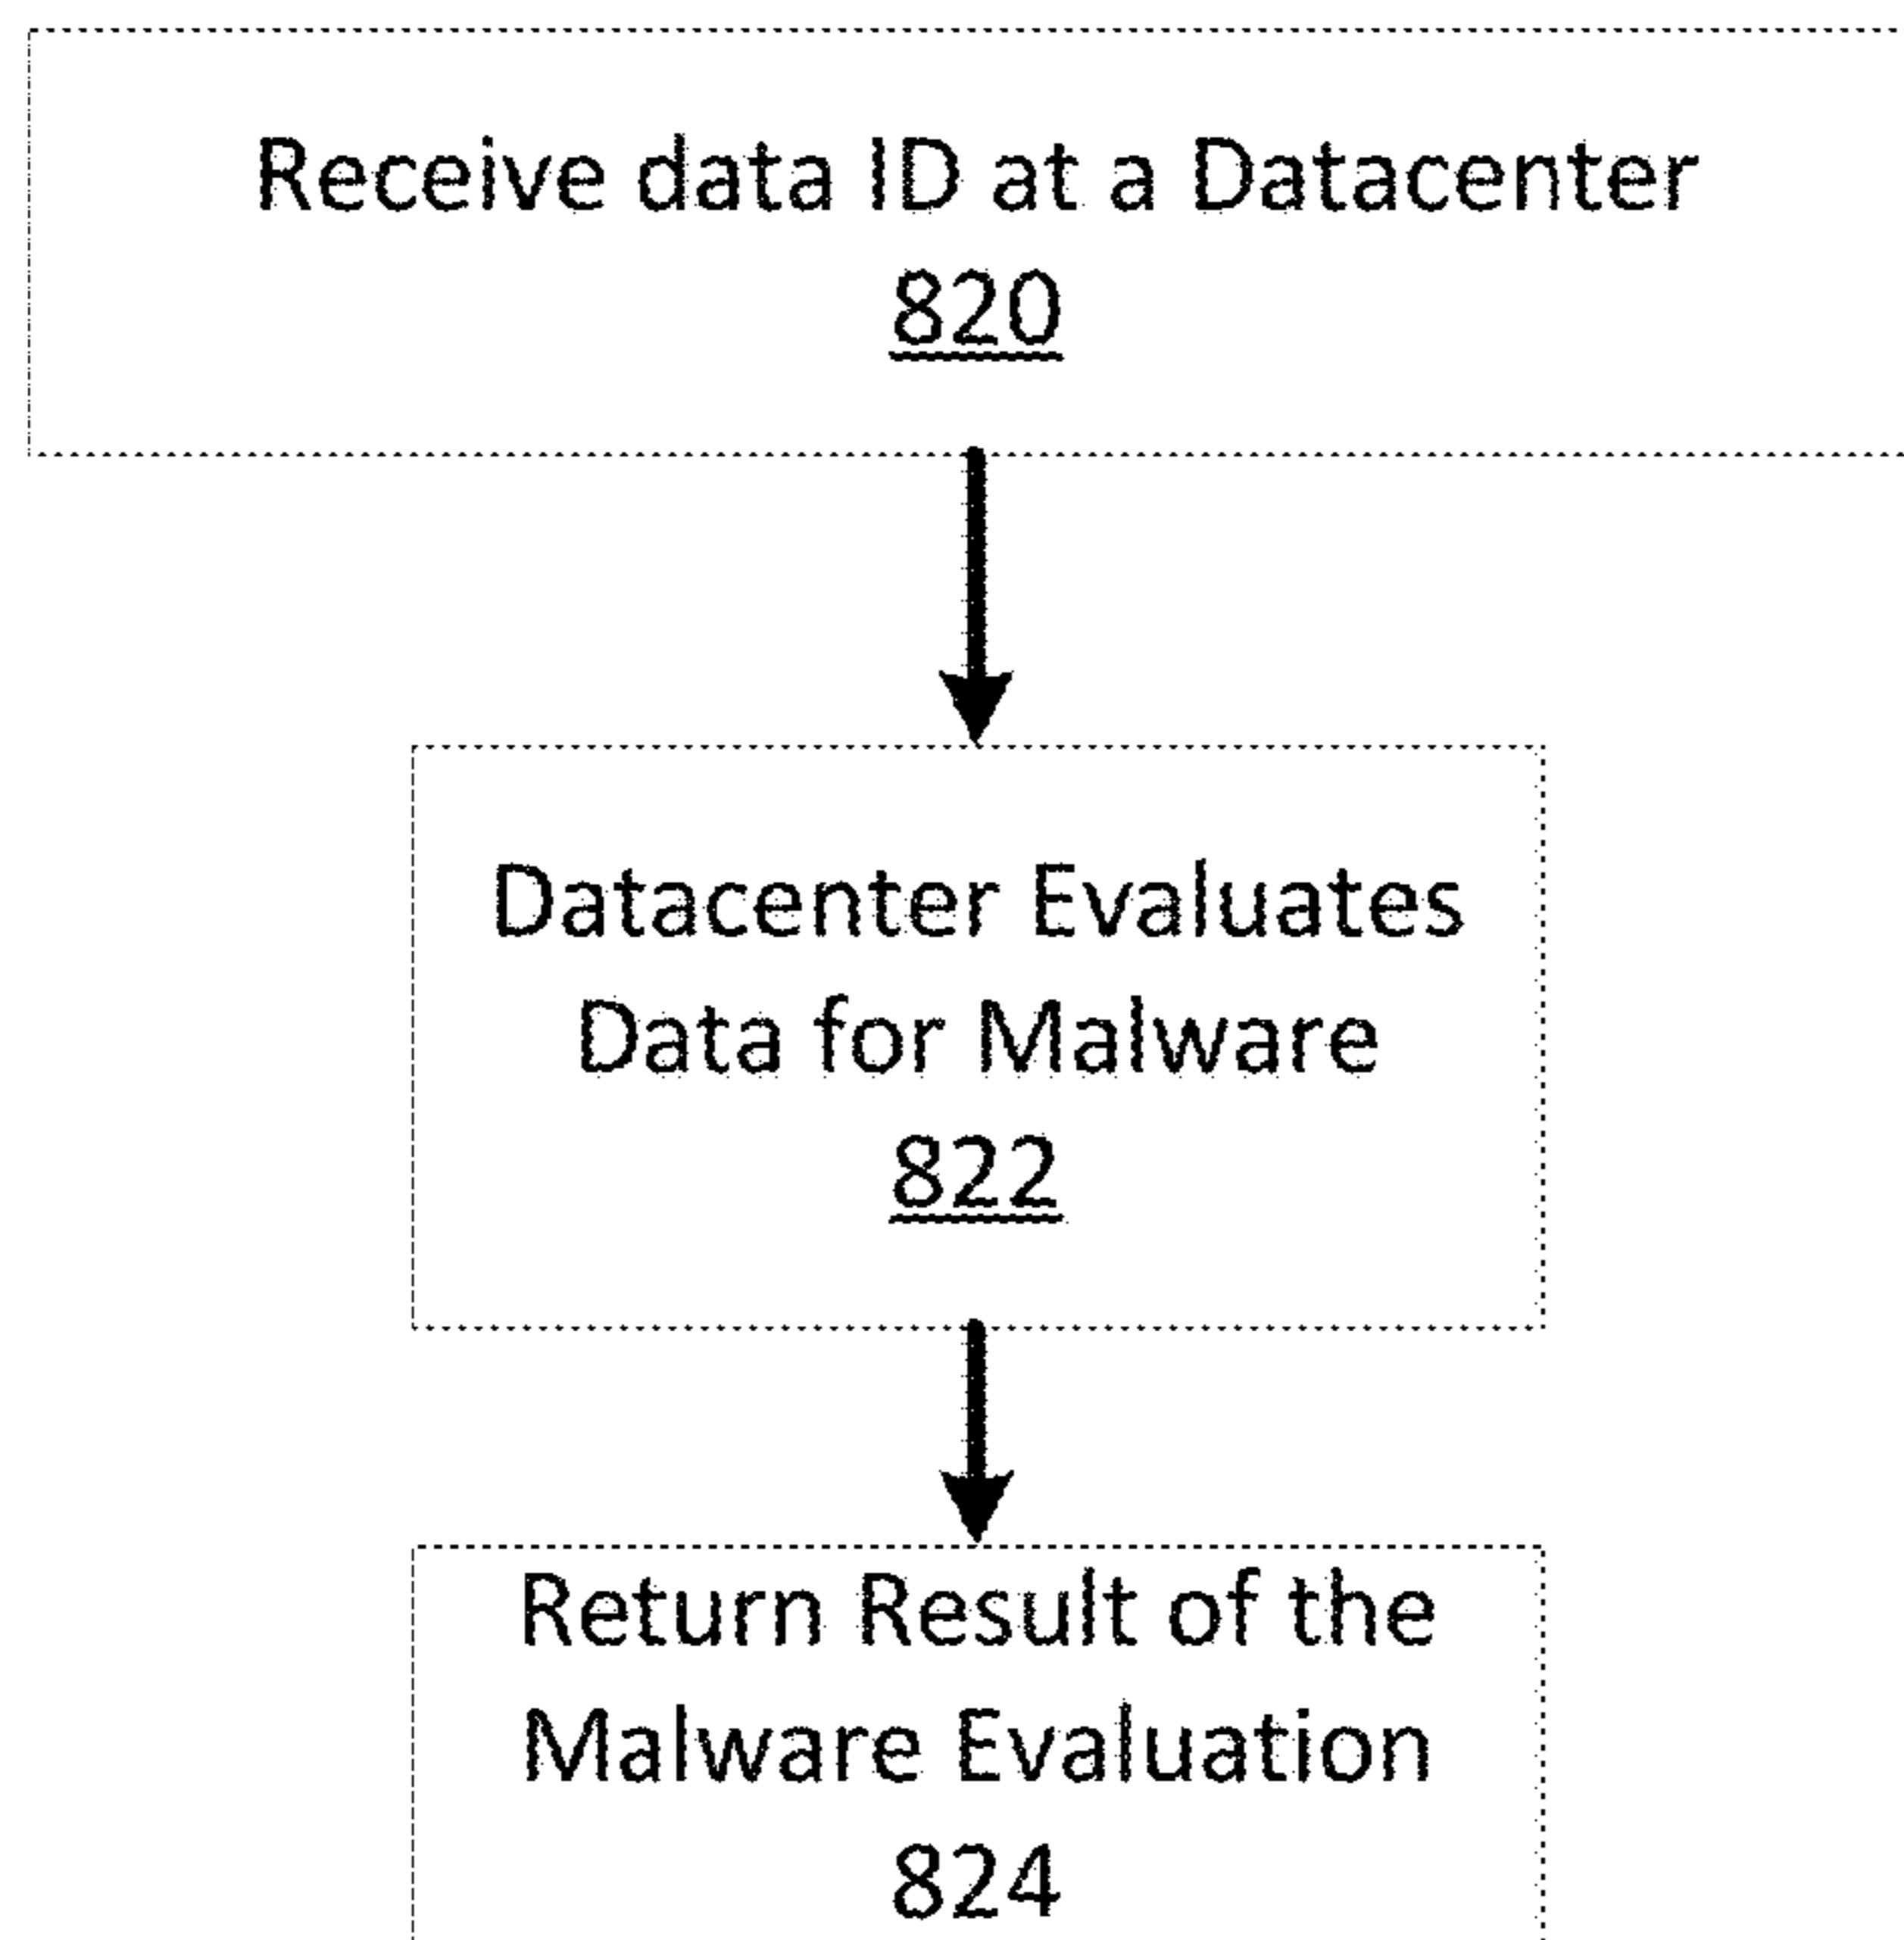 Receive data ID at a Datacenter
820
Datacenter Evaluates
Data for Malware
822
Return Result of the
Malware Evaluation
824